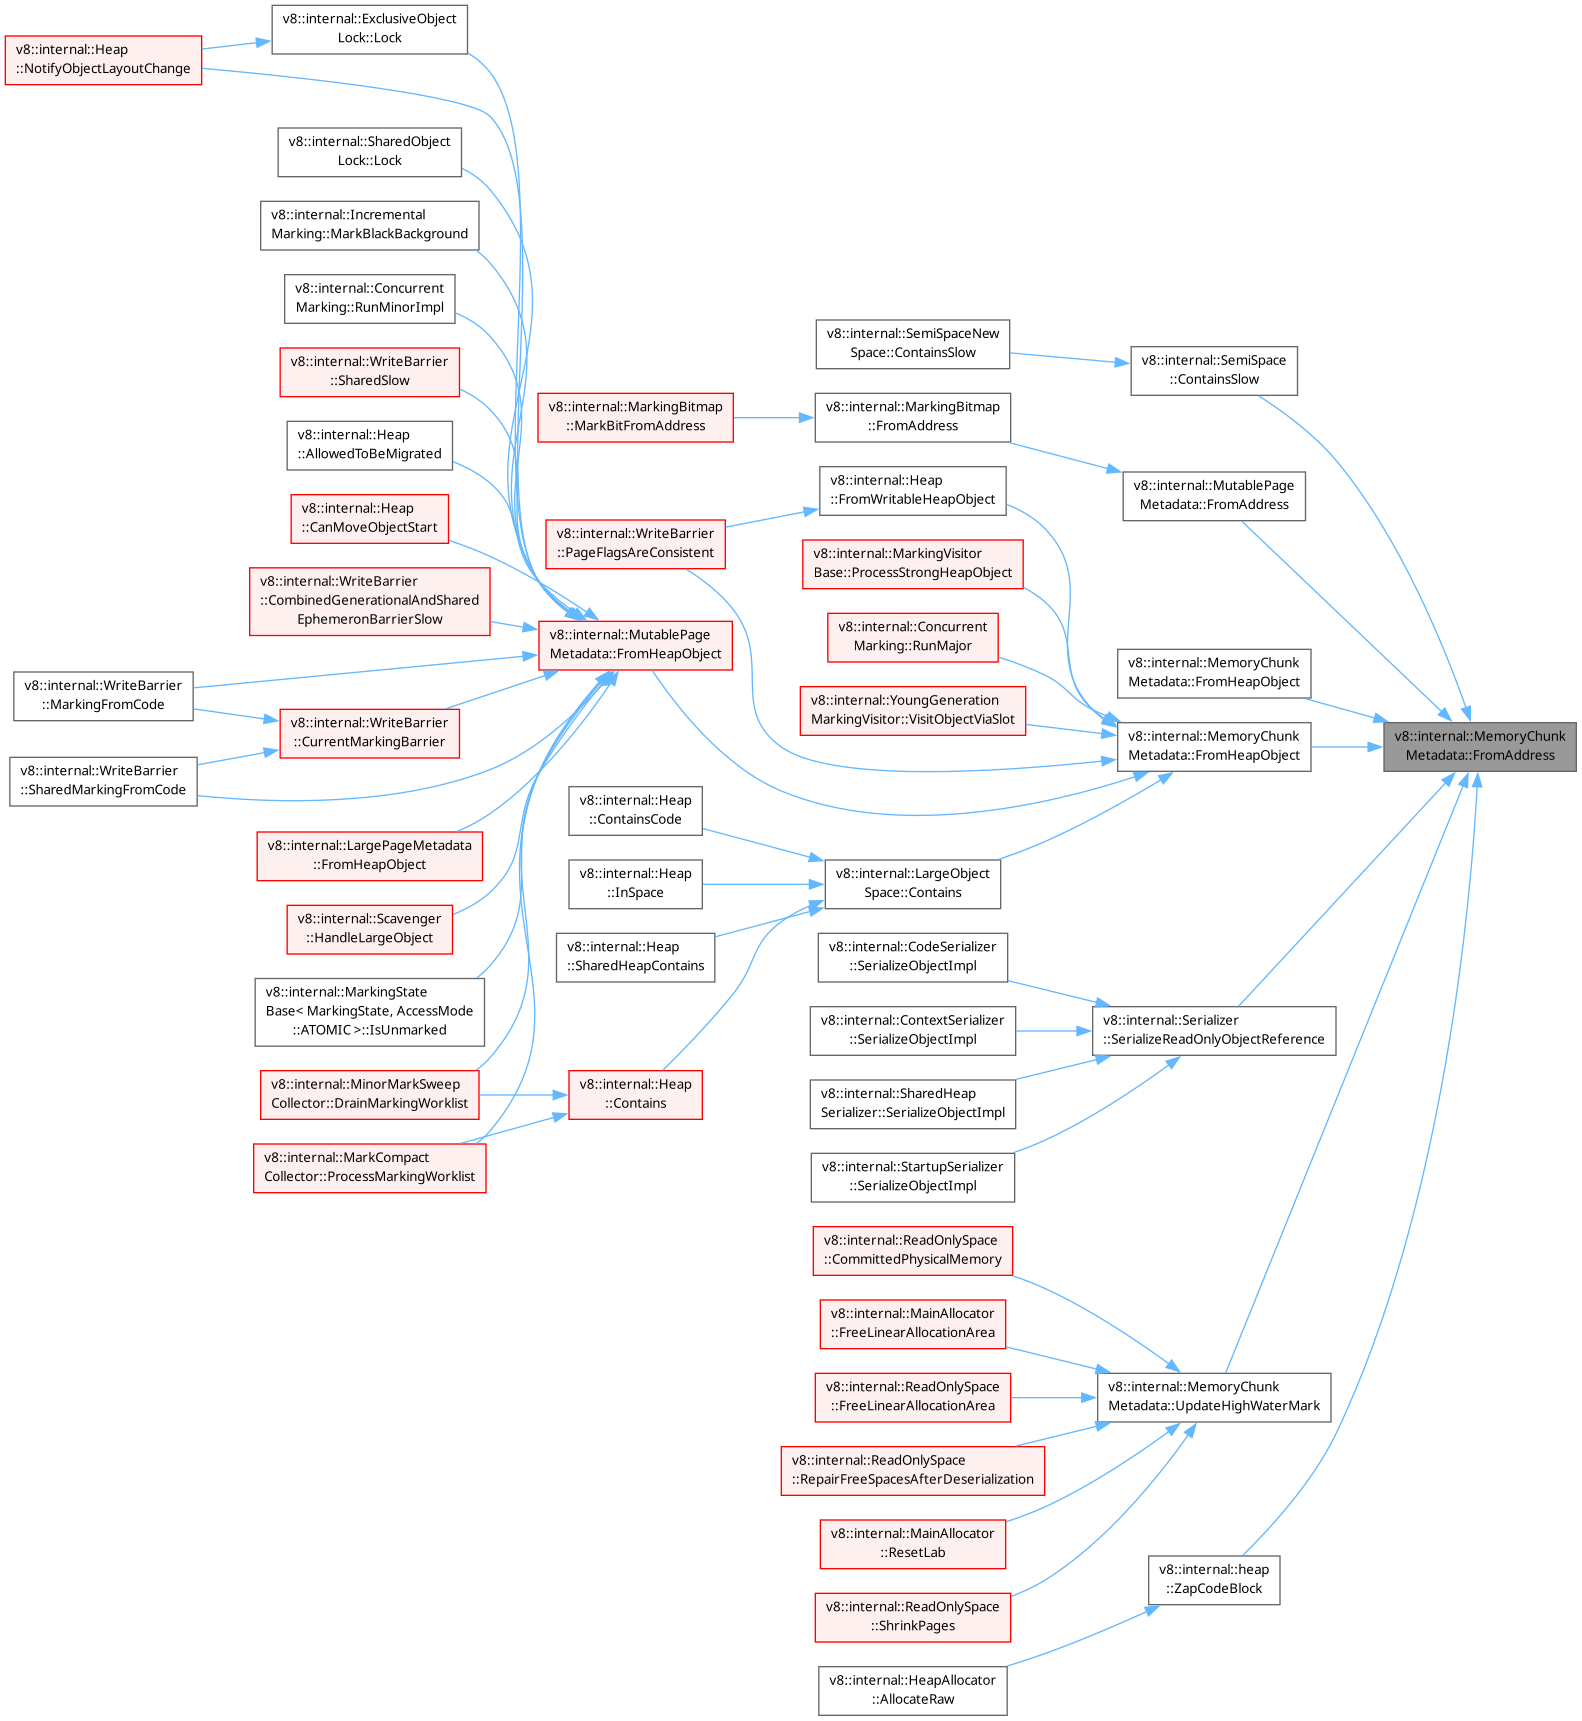 v8::internal::ExclusiveObject
Lock::Lock
v8::internal::Heap
::NotifyObjectLayoutChange
v8::internal::SharedObject
Lock::Lock
v8::internal::Incremental
Marking::MarkBlackBackground
v8::internal::Concurrent
Marking::RunMinorImpl
v8::internal::WriteBarrier
::SharedSlow
v8::internal::Heap
::AllowedToBeMigrated
v8::internal::Heap
::CanMoveObjectStart
v8::internal::WriteBarrier
::CombinedGenerationalAndShared
EphemeronBarrierSlow
v8::internal::WriteBarrier
::MarkingFromCode
v8::internal::WriteBarrier
::CurrentMarkingBarrier
v8::internal::WriteBarrier
::SharedMarkingFromCode
v8::internal::LargePageMetadata
::FromHeapObject
v8::internal::Scavenger
::HandleLargeObject
v8::internal::MarkingState
Base< MarkingState, AccessMode
::ATOMIC >::IsUnmarked
v8::internal::MinorMarkSweep
Collector::DrainMarkingWorklist
v8::internal::MarkCompact
Collector::ProcessMarkingWorklist
v8::internal::MarkingBitmap
::MarkBitFromAddress
v8::internal::WriteBarrier
::PageFlagsAreConsistent
v8::internal::MutablePage
Metadata::FromHeapObject
v8::internal::Heap
::ContainsCode
v8::internal::Heap
::InSpace
v8::internal::Heap
::SharedHeapContains
v8::internal::Heap
::Contains
v8::internal::SemiSpaceNew
Space::ContainsSlow
v8::internal::MarkingBitmap
::FromAddress
v8::internal::Heap
::FromWritableHeapObject
v8::internal::MarkingVisitor
Base::ProcessStrongHeapObject
v8::internal::Concurrent
Marking::RunMajor
v8::internal::YoungGeneration
MarkingVisitor::VisitObjectViaSlot
v8::internal::LargeObject
Space::Contains
v8::internal::CodeSerializer
::SerializeObjectImpl
v8::internal::ContextSerializer
::SerializeObjectImpl
v8::internal::SharedHeap
Serializer::SerializeObjectImpl
v8::internal::StartupSerializer
::SerializeObjectImpl
v8::internal::ReadOnlySpace
::CommittedPhysicalMemory
v8::internal::MainAllocator
::FreeLinearAllocationArea
v8::internal::ReadOnlySpace
::FreeLinearAllocationArea
v8::internal::ReadOnlySpace
::RepairFreeSpacesAfterDeserialization
v8::internal::MainAllocator
::ResetLab
v8::internal::ReadOnlySpace
::ShrinkPages
v8::internal::HeapAllocator
::AllocateRaw
v8::internal::SemiSpace
::ContainsSlow
v8::internal::MutablePage
Metadata::FromAddress
v8::internal::MemoryChunk
Metadata::FromHeapObject
v8::internal::MemoryChunk
Metadata::FromHeapObject
v8::internal::Serializer
::SerializeReadOnlyObjectReference
v8::internal::MemoryChunk
Metadata::UpdateHighWaterMark
v8::internal::heap
::ZapCodeBlock
v8::internal::MemoryChunk
Metadata::FromAddress